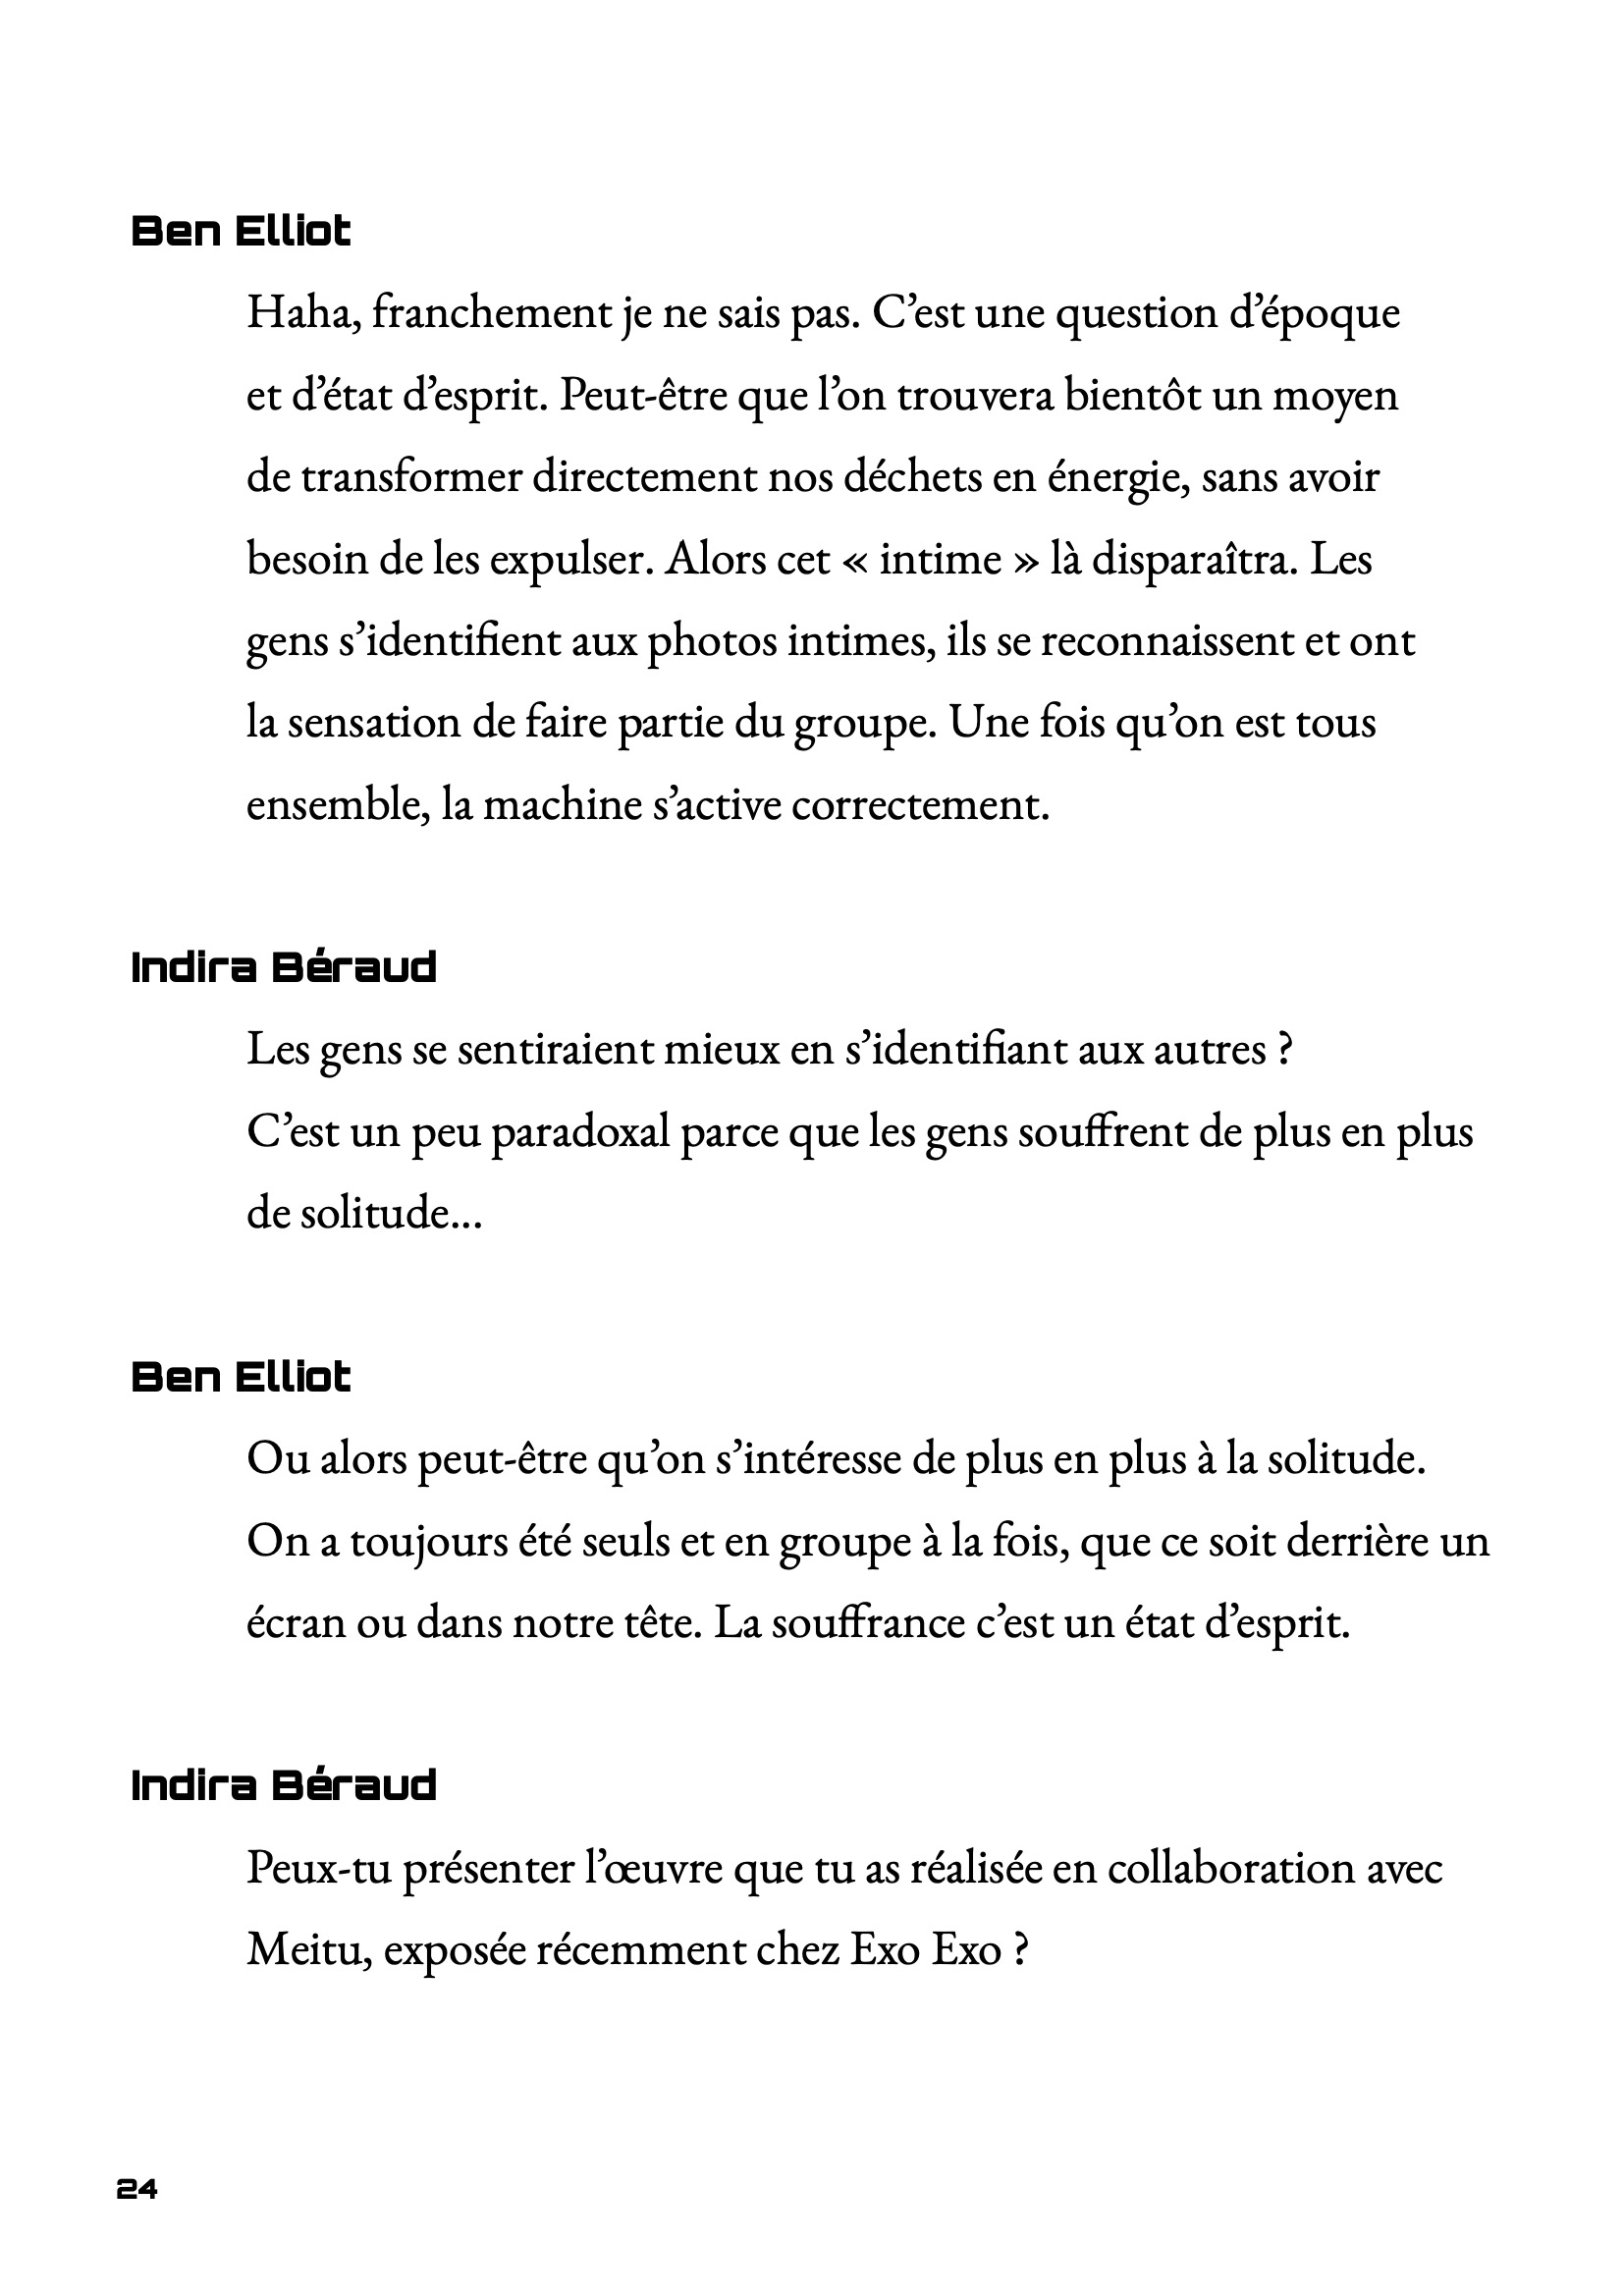 Ben Elliot
Haha, franchement je ne sais pas. C’est une question d’époque
et d’état d’esprit. Peut-être que l’on trouvera bientôt un moyen
de transformer directement nos déchets en énergie, sans avoir
besoin de les expulser. Alors cet « intime » là disparaîtra. Les
gens s’identifient aux photos intimes, ils se reconnaissent et ont
la sensation de faire partie du groupe. Une fois qu’on est tous
ensemble, la machine s’active correctement.
Indira Béraud
Les gens se sentiraient mieux en s’identifiant aux autres ?
C’est un peu paradoxal parce que les gens souffrent de plus en plus
de solitude...
Ben Elliot
Ou alors peut-être qu’on s’intéresse de plus en plus à la solitude.
On a toujours été seuls et en groupe à la fois, que ce soit derrière un
écran ou dans notre tête. La souffrance c’est un état d’esprit.
Indira Béraud
Peux-tu présenter l’œuvre que tu as réalisée en collaboration avec
Meitu, exposée récemment chez Exo Exo ?
24